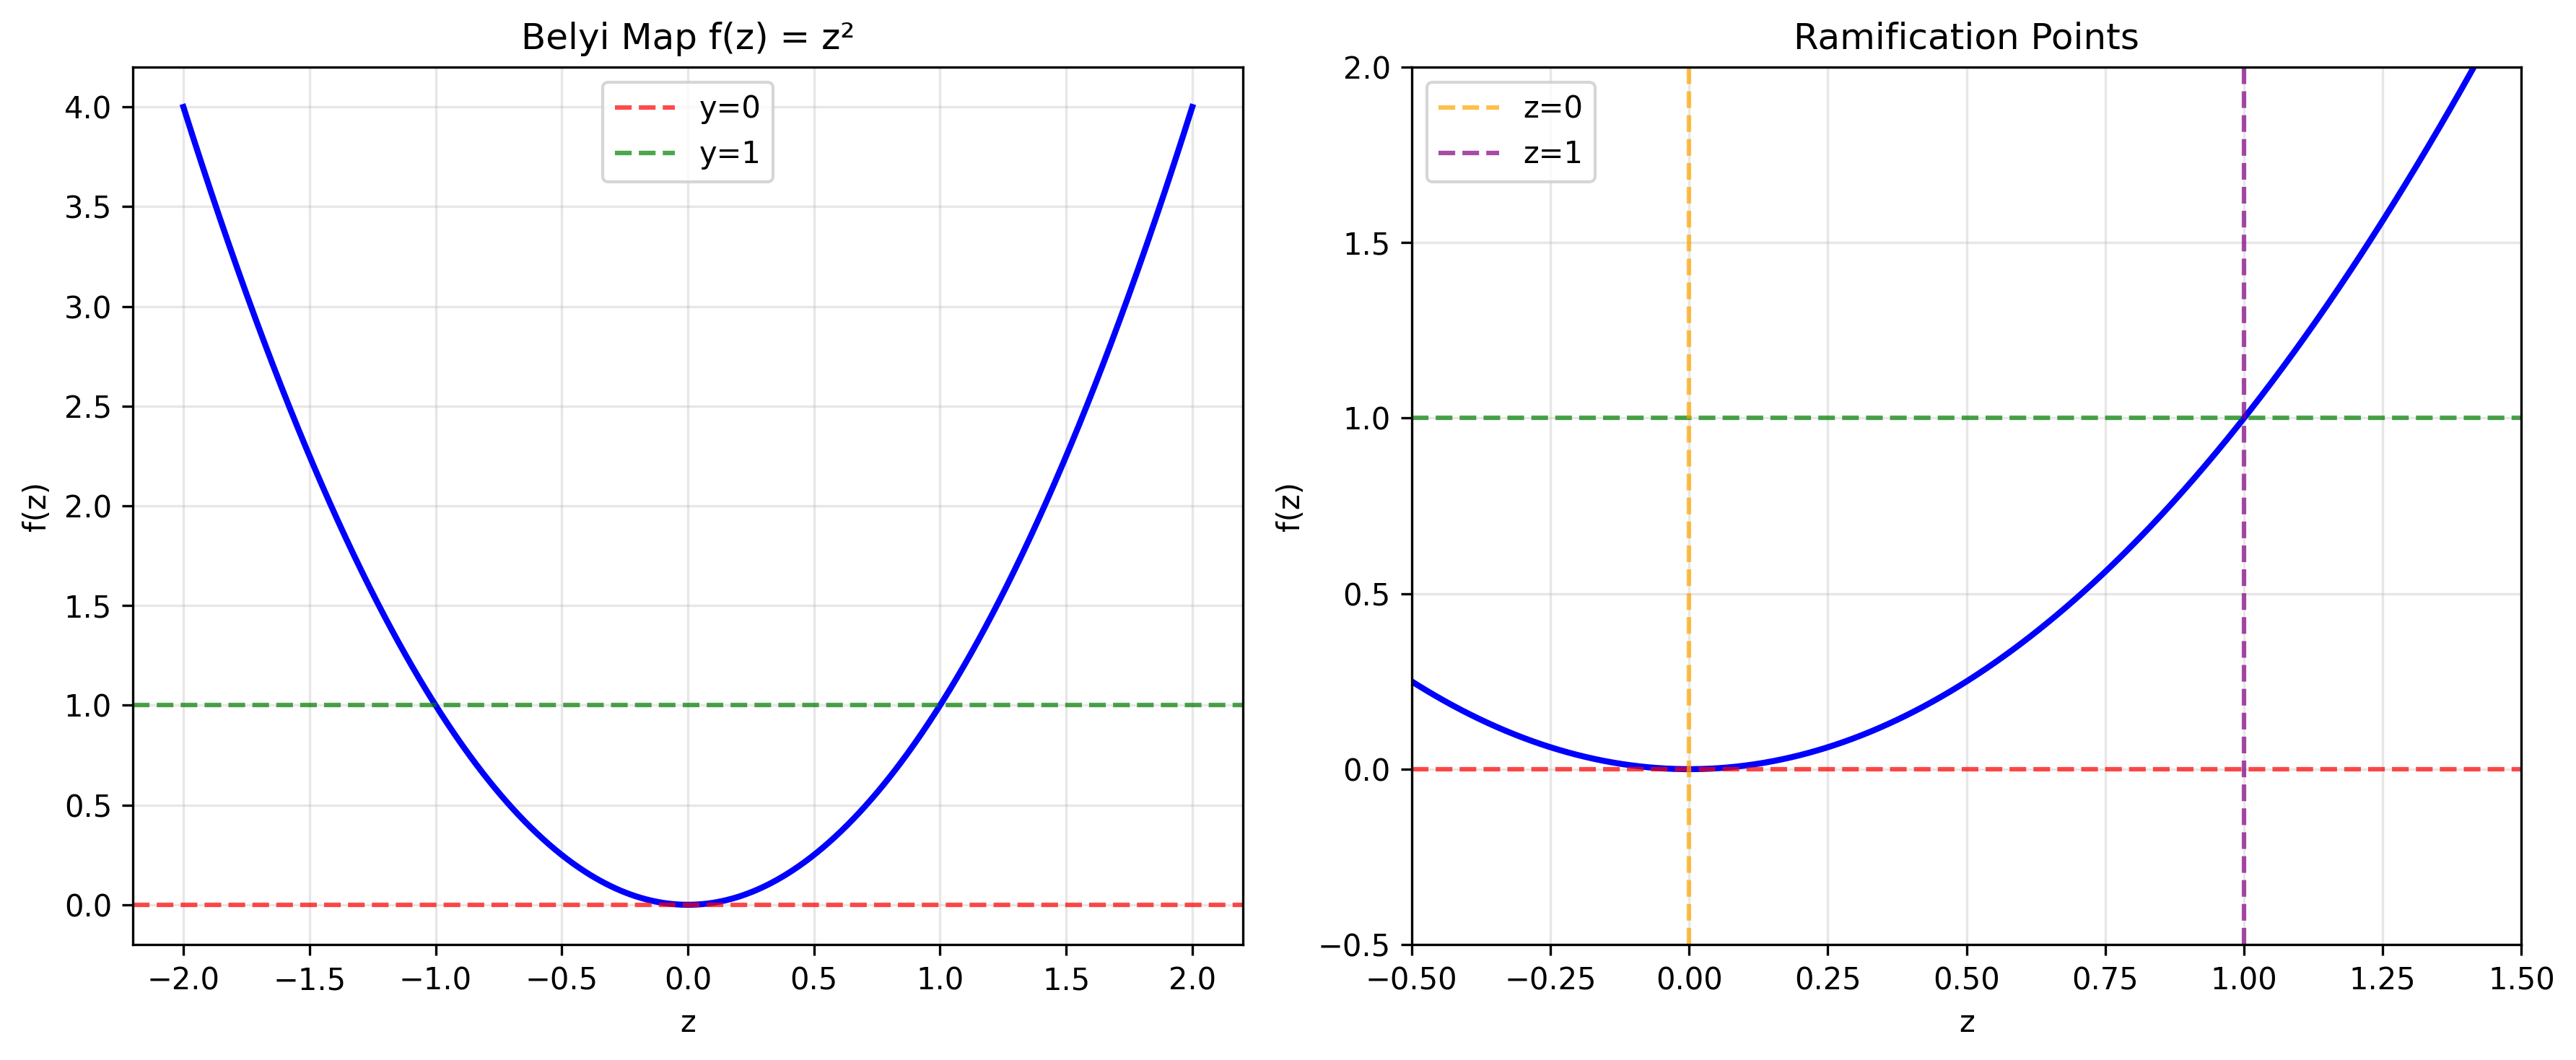 Belyi Map f(z) = z²
y=0
y=1
4.0
3.5
3.0
2.5
2.0
1.5
1.0
0.5
0.0
f(z)
−2.0 −1.5 −1.0 −0.5 0.0 0.5 1.0 1.5 2.0
z
Ramification Points
z=0
z=1
2.0
1.5
1.0
0.5
0.0
−0.5
f(z)
−0.50 −0.25 0.00 0.25 0.50 0.75 1.00 1.25 1.50
z